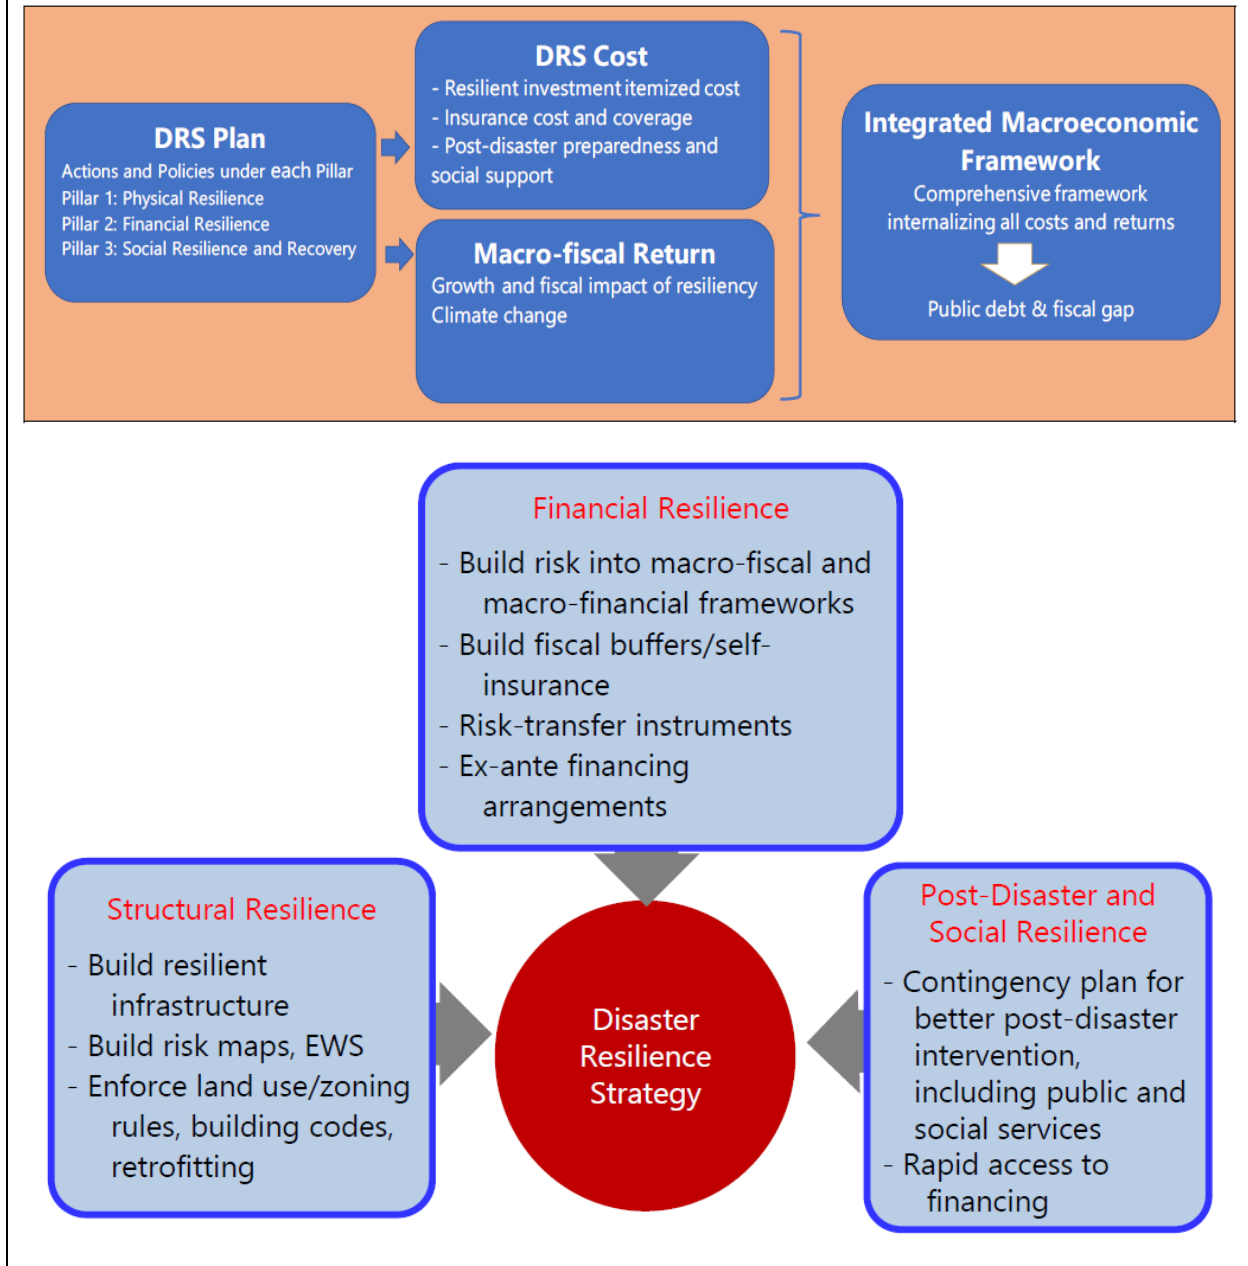 DRS Plan
Actions and Policies under each Pillar
Pillar 1: Physical Resilience
Pillar 2: Financial Resilience
Pillar 3: Social Resilience and Recovery
DRS Cost
- Resilient investment itemized cost
- Insurance cost and coverage
- Post-disaster preparedness and
social support
Macro-fiscal Return
Growth and fiscal impact of resiliency
Climate change
Integrated Macroeconomic
Framework
Comprehensive framework
internalizing all costs and returns
Public debt & fiscal gap
Financial Resilience
- Build risk into macro-fiscal and
macro-financial frameworks
- Build fiscal buffers/self-
insurance
- Risk-transfer instruments
- Ex-ante financing
arrangements
Structural Resilience
- Build resilient
infrastructure
- Build risk maps, EWS
- Enforce land use/zoning
rules, building codes,
retrofitting
Disaster
Resilience
Strategy
Post-Disaster and
Social Resilience
- Contingency plan for
better post-disaster
intervention,
including public and
social services
- Rapid access to
financing